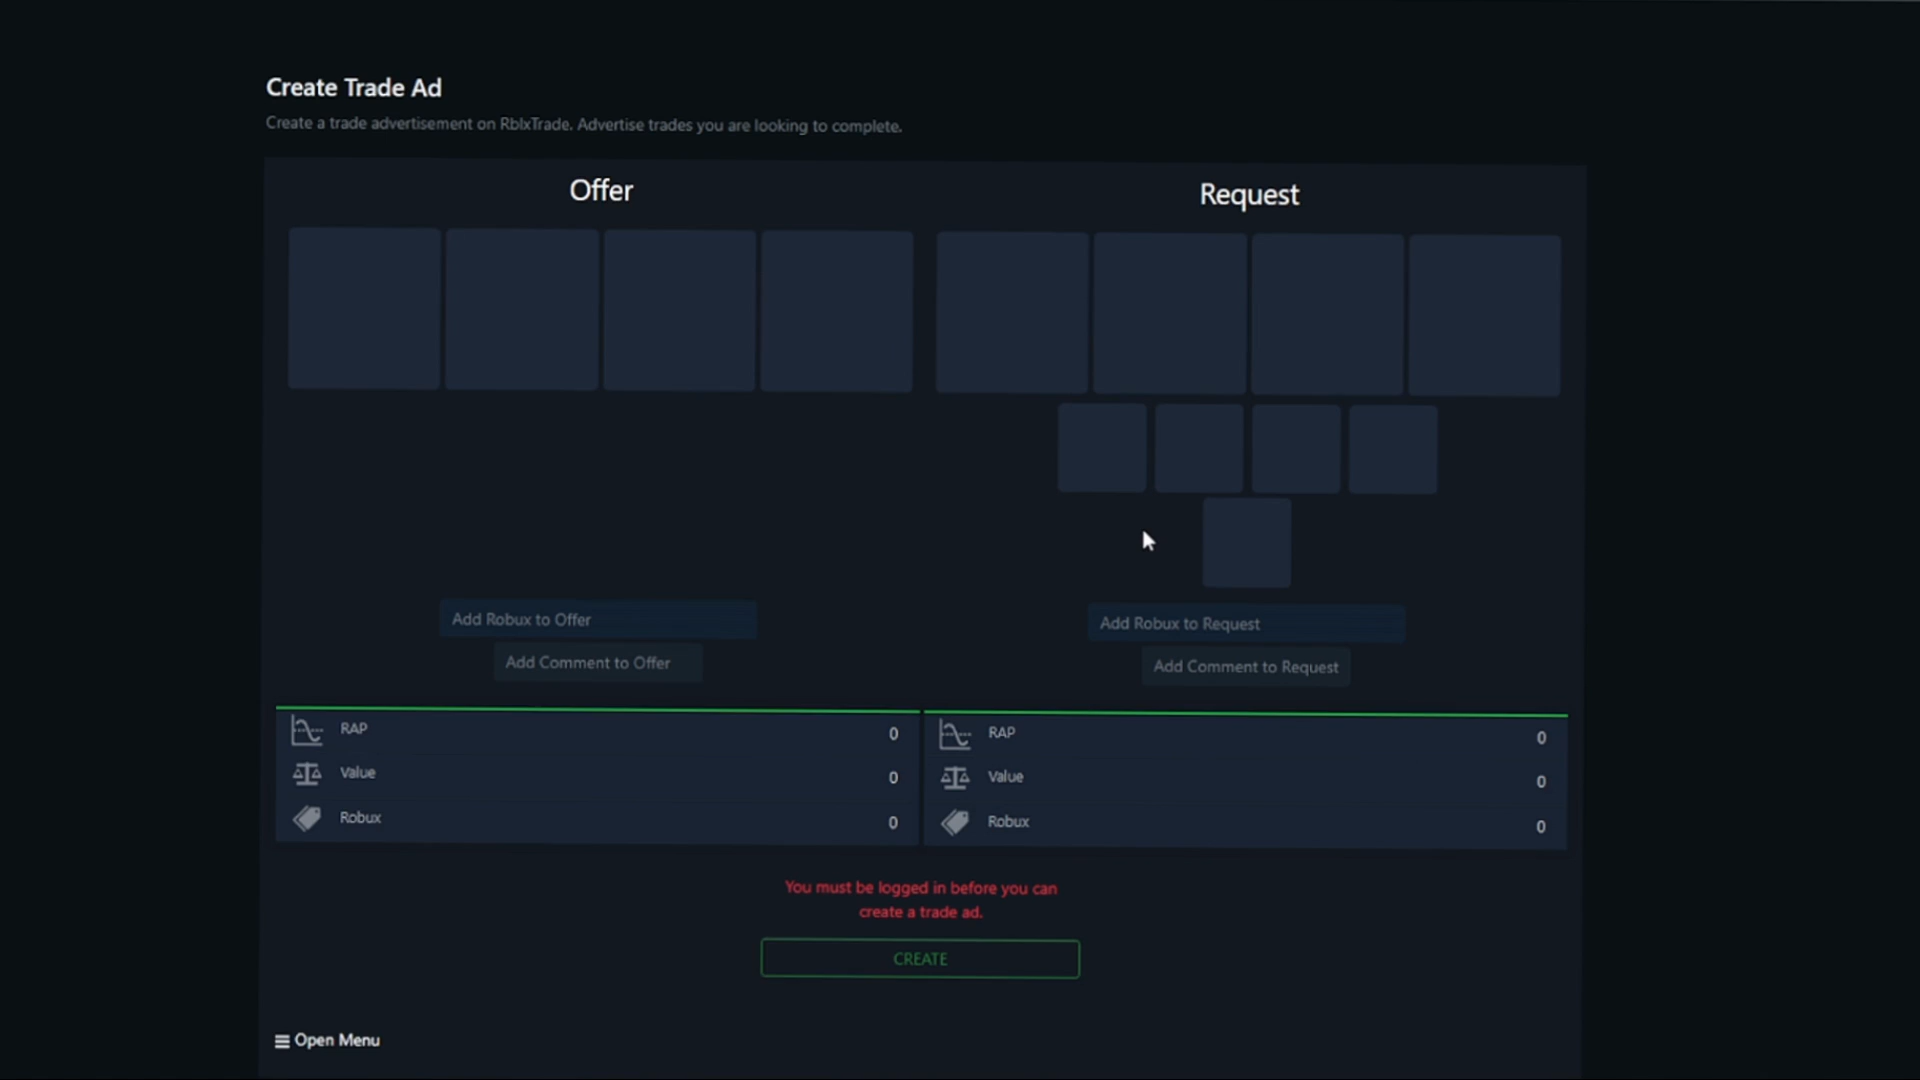 Create Trade Ad
Create a trade advertisement on RblxTrade. Advertise trades you are looking to complete.
Offer
Request
Add Robux to Offer
Add Comment to Offer
Add Robux to Request
Add Comment to Request
RAP 0
Value 0
Robux 0
RAP 0
Value 0
Robux 0
You must be logged in before you can
create a trade ad.
CREATE
Open Menu